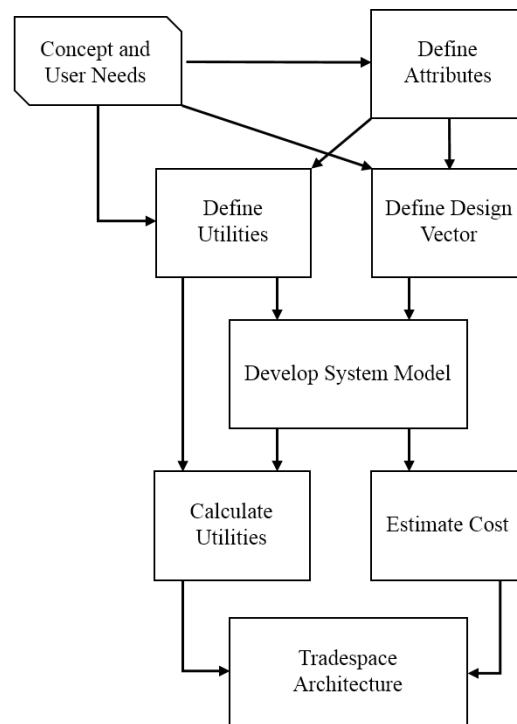 Concept and
User Needs
Define
Attributes
Define
Utilities
Define Design
Vector
Develop System Model
Calculate
Utilities
Estimate Cost
Tradespace
Architecture